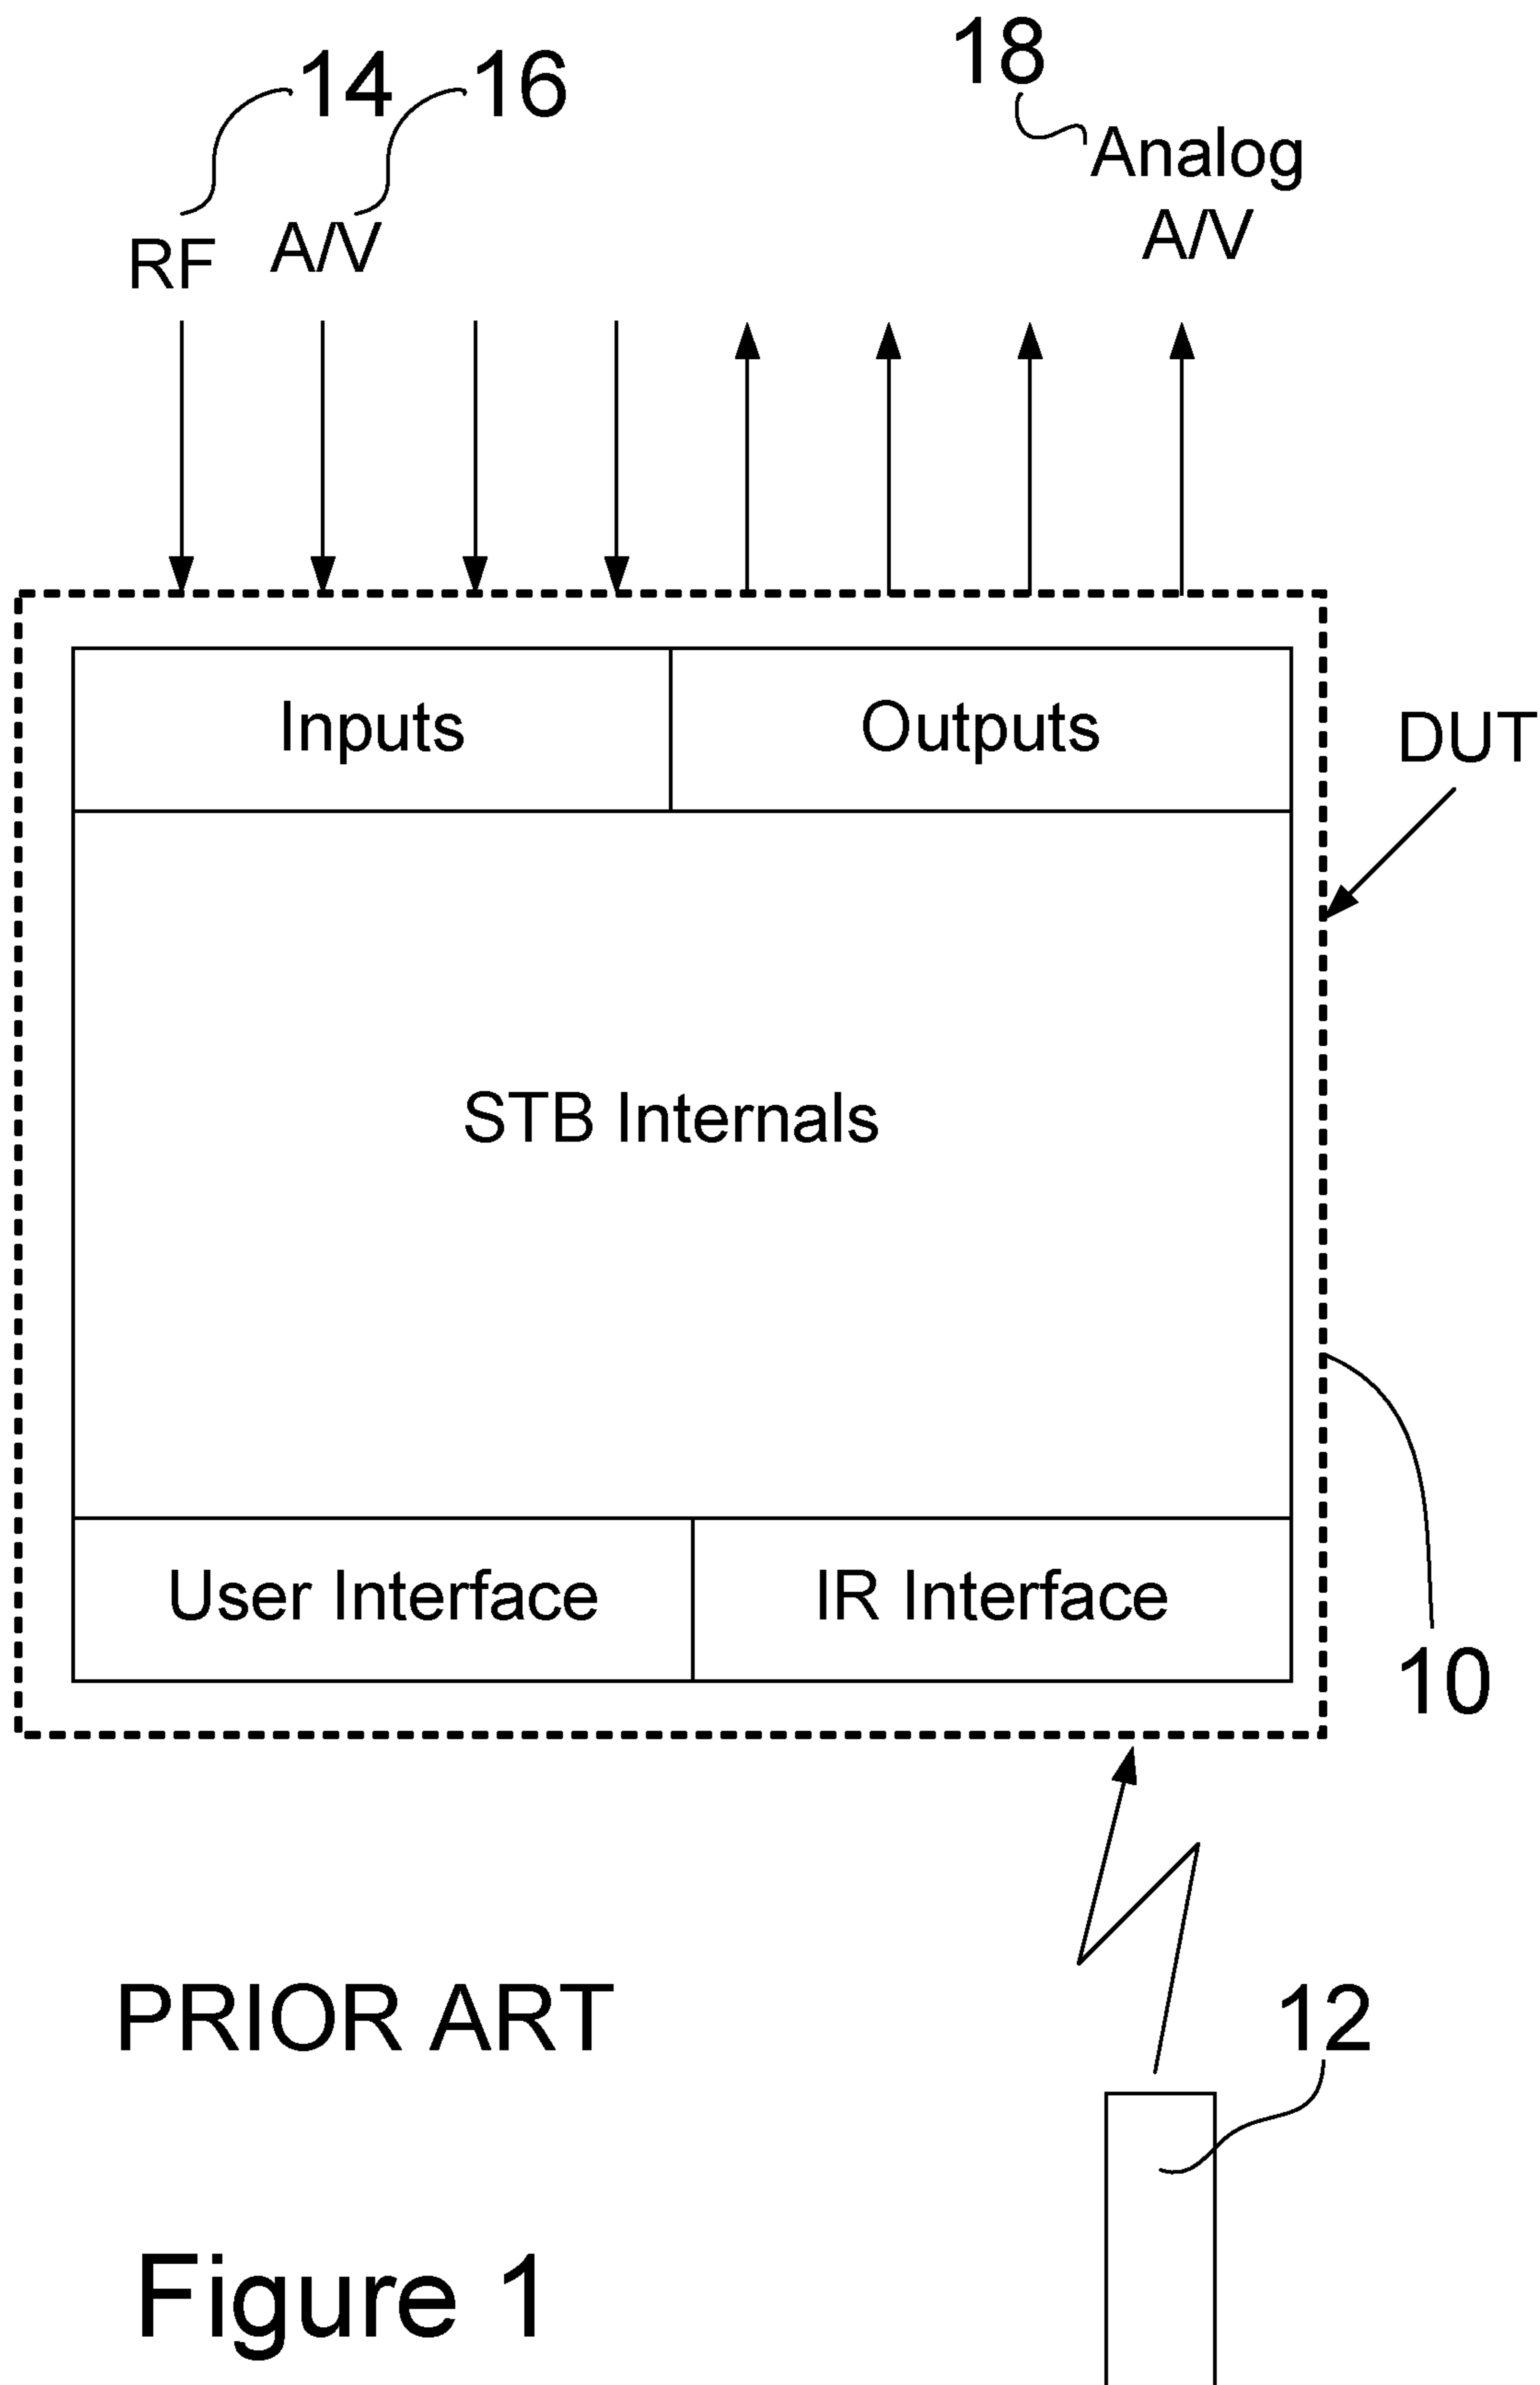 14 16 18
Analog
RF A/V A/V
Inputs Outputs
DUT
STB Internals
User Interface IR Interface
10
PRIOR ART
12
Figure 1